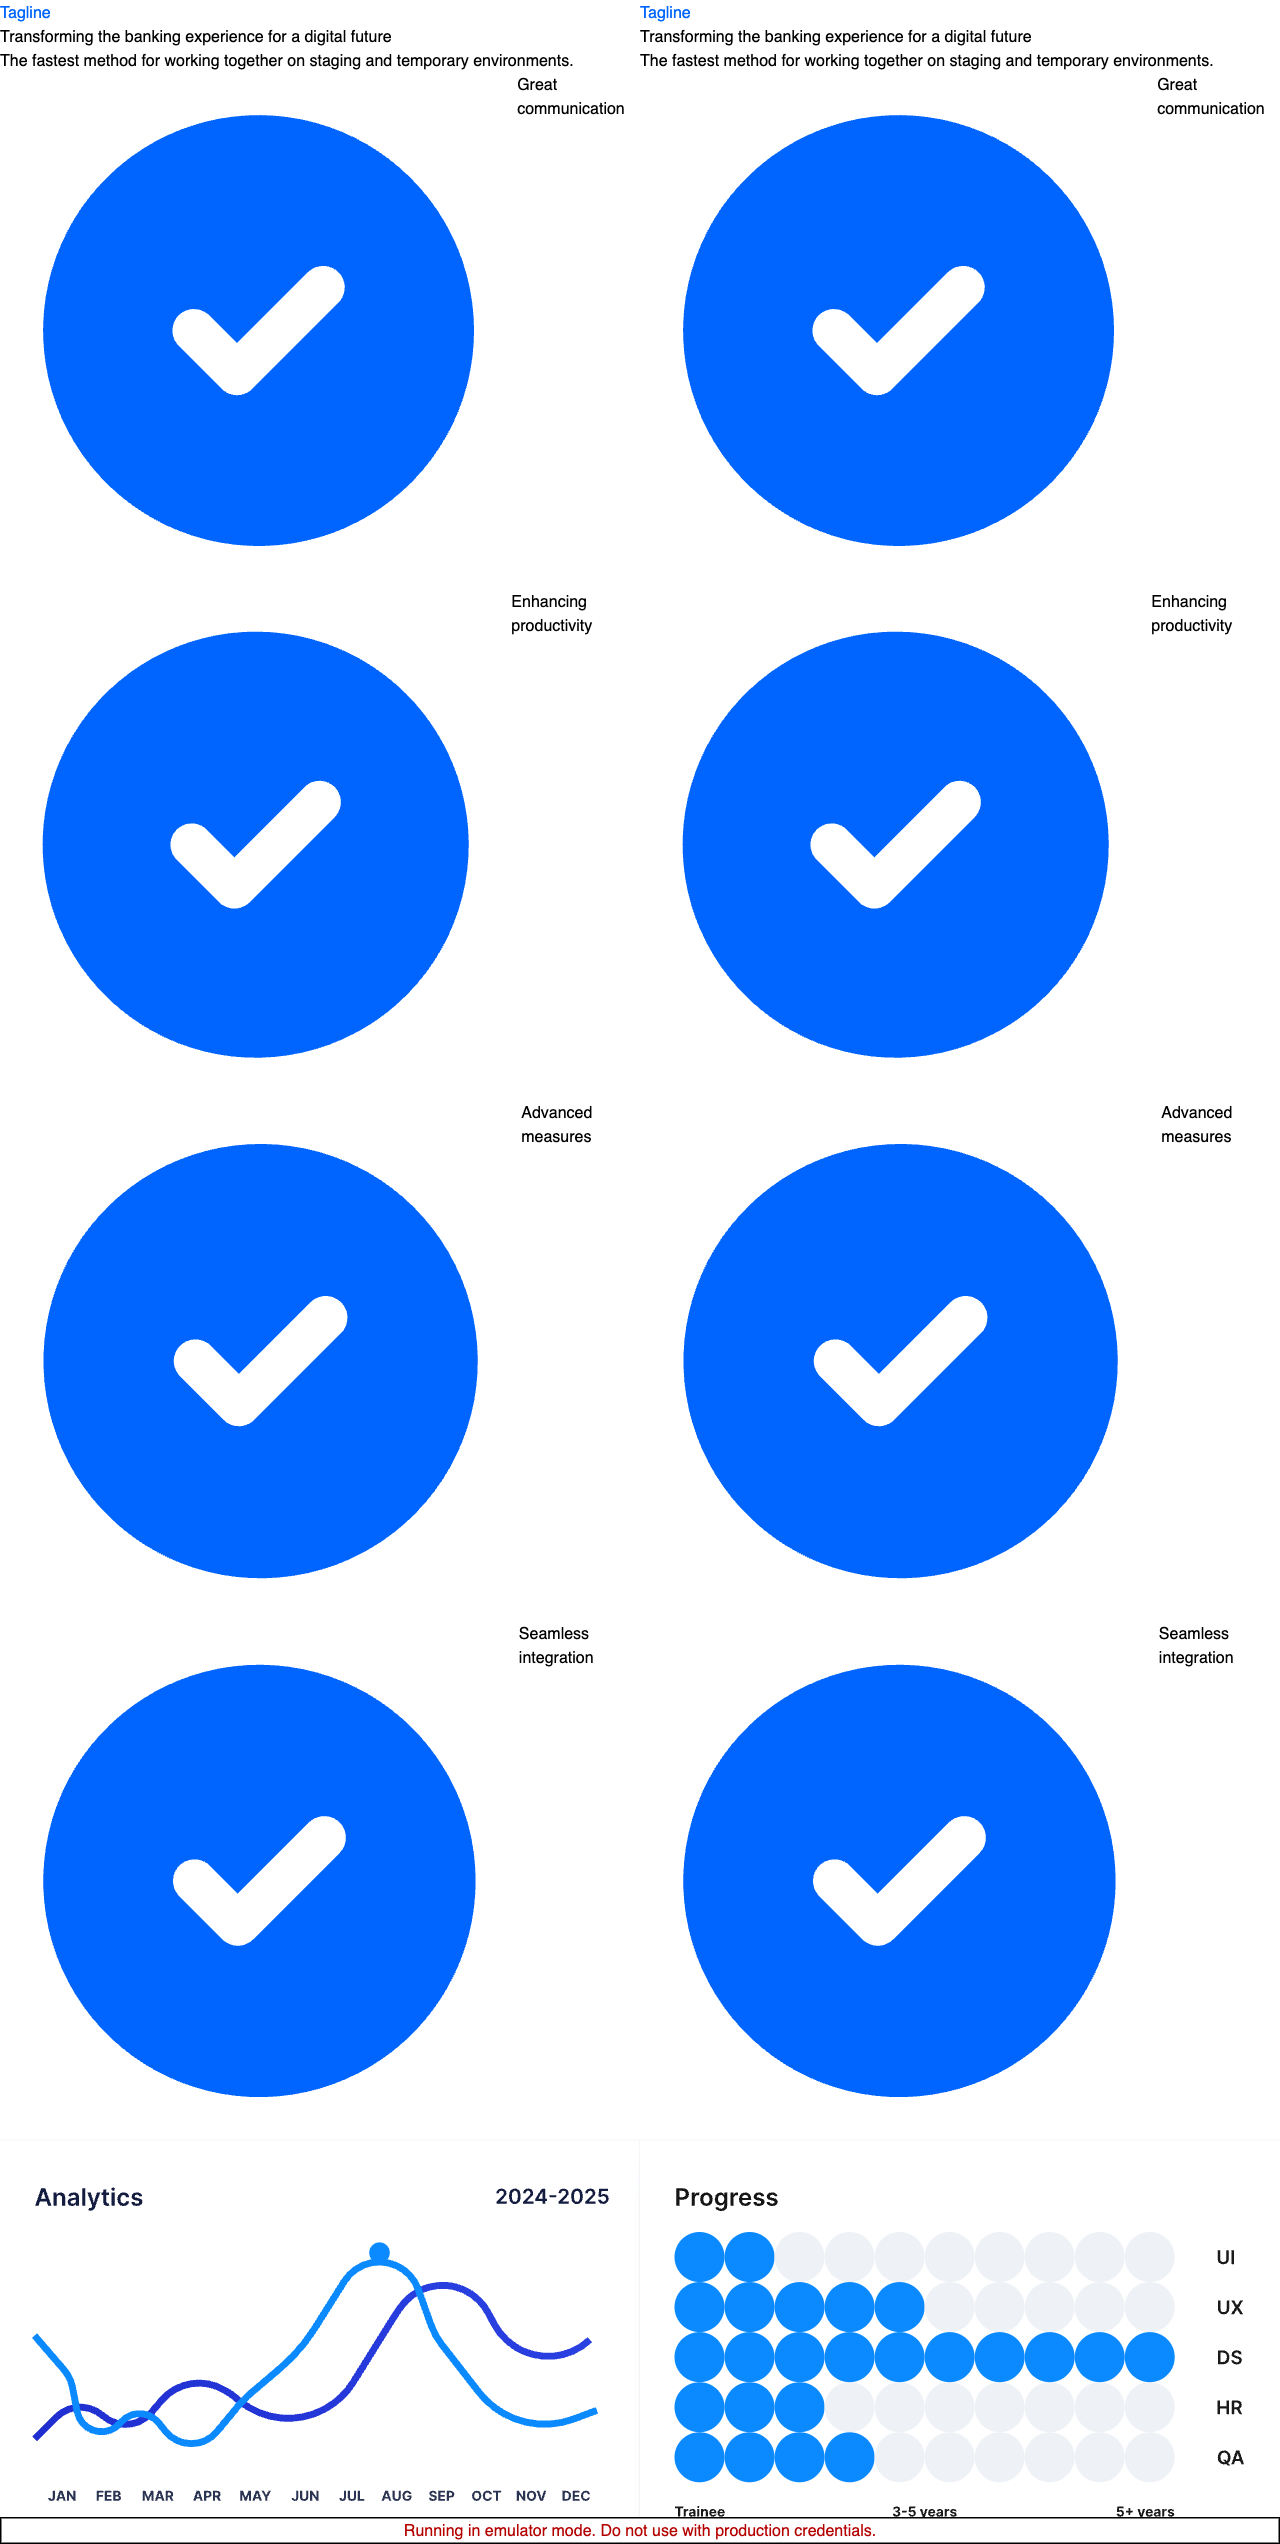 Tagline
Transforming the banking experience for a digital future
The fastest method for working together on staging and temporary environments.
Great
communication
Enhancing
productivity
Advanced
measures
Seamless
integration
Tagline
Transforming the banking experience for a digital future
The fastest method for working together on staging and temporary environments.
Great
communication
Enhancing
productivity
Advanced
measures
Seamless
integration
Analytics 2024-2025
JAN FEB MAR APR MAY JUN JUL AUG SEP OCT NOV DEC
Progress
UI
UX
DS
HR
QA
Trainee 3-5 years 5+ years
Running in emulator mode. Do not use with production credentials.